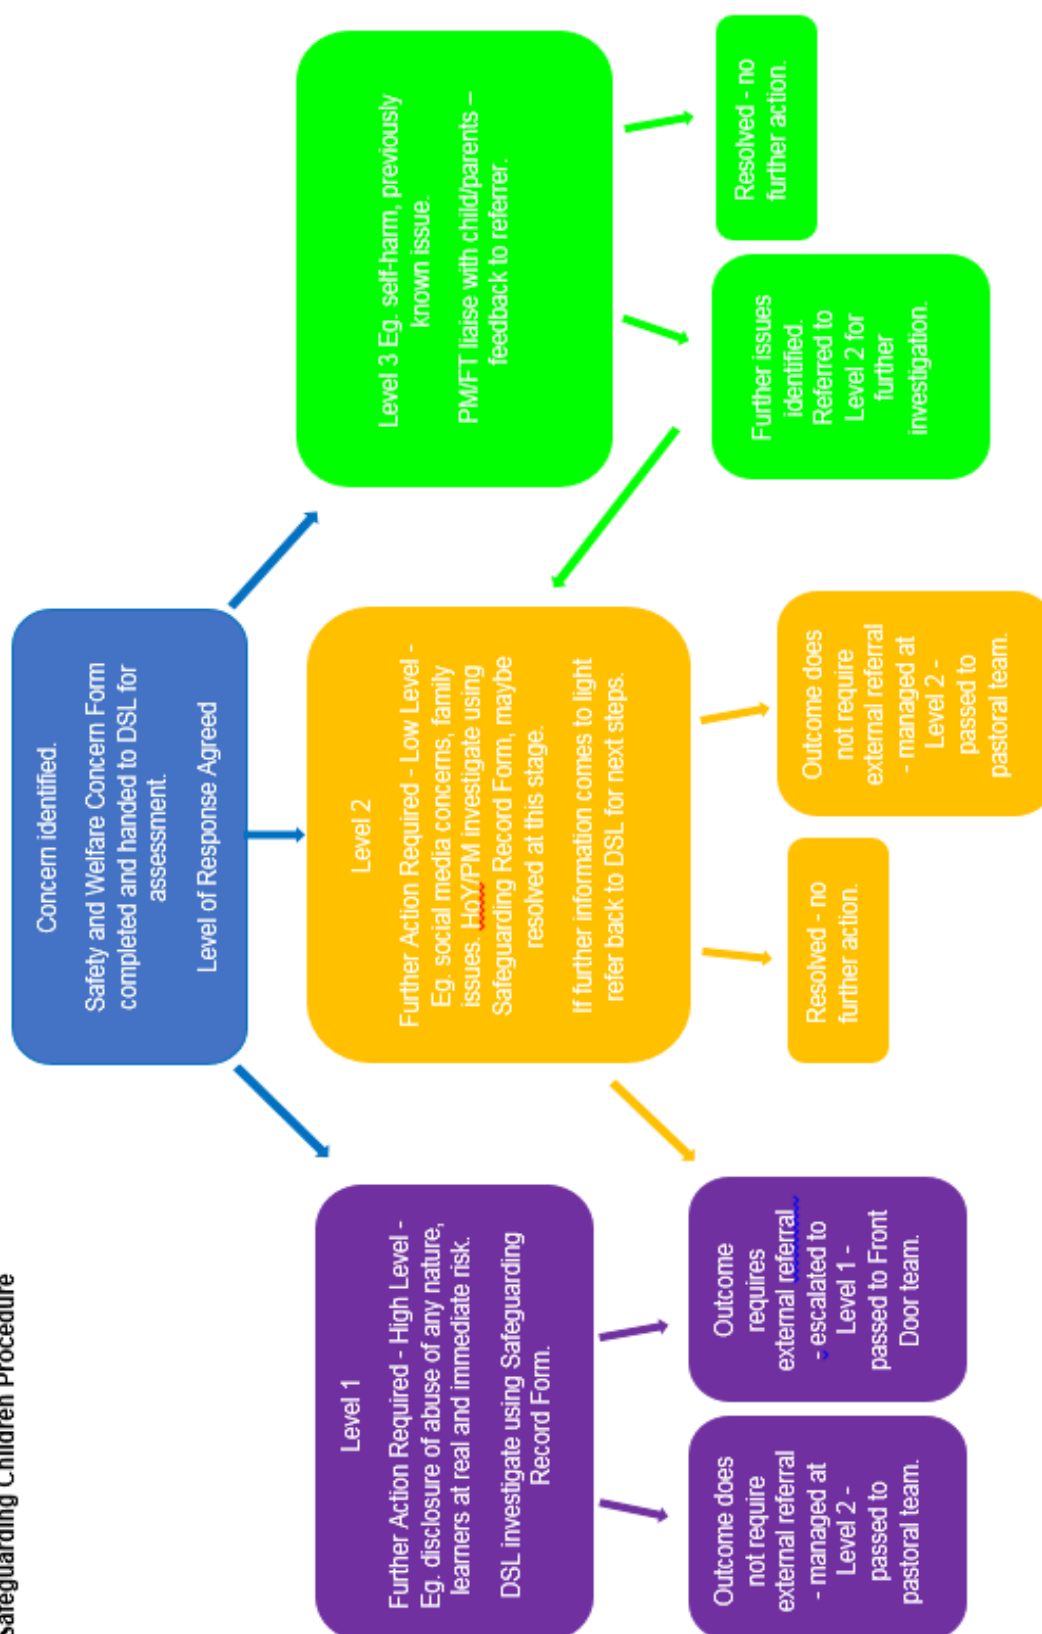 Safeguarding Children Procedure
Concern identified.
Safety and Welfare Concern Form
completed and handed to DSL for
assessment.
Level of Response Agreed
Level 1
Further Action Required - High Level -
Eg. disclosure of abuse of any nature,
learners at real and immediate risk.
DSL investigate using Safeguarding
Record Form.
Level 2
Further Action Required - Low Level -
Eg. social media concerns, family
issues. HoY/PM investigate using
Safeguarding Record Form, maybe
resolved at this stage.
If further information comes to light
refer back to DSL for next steps.
Level 3 Eg. self-harm, previously
known issue.
PM/FT liaise with child/parents –
feedback to referrer.
Outcome does
not require
external referral
- managed at
Level 2 -
passed to
pastoral team.
Outcome
requires
external referral
- escalated to
Level 1 -
passed to Front
Door team.
Resolved - no
further action.
Outcome does
not require
external referral
- managed at
Level 2 -
passed to
pastoral team.
Further issues
identified.
Referred to
Level 2 for
further
investigation.
Resolved - no
further action.